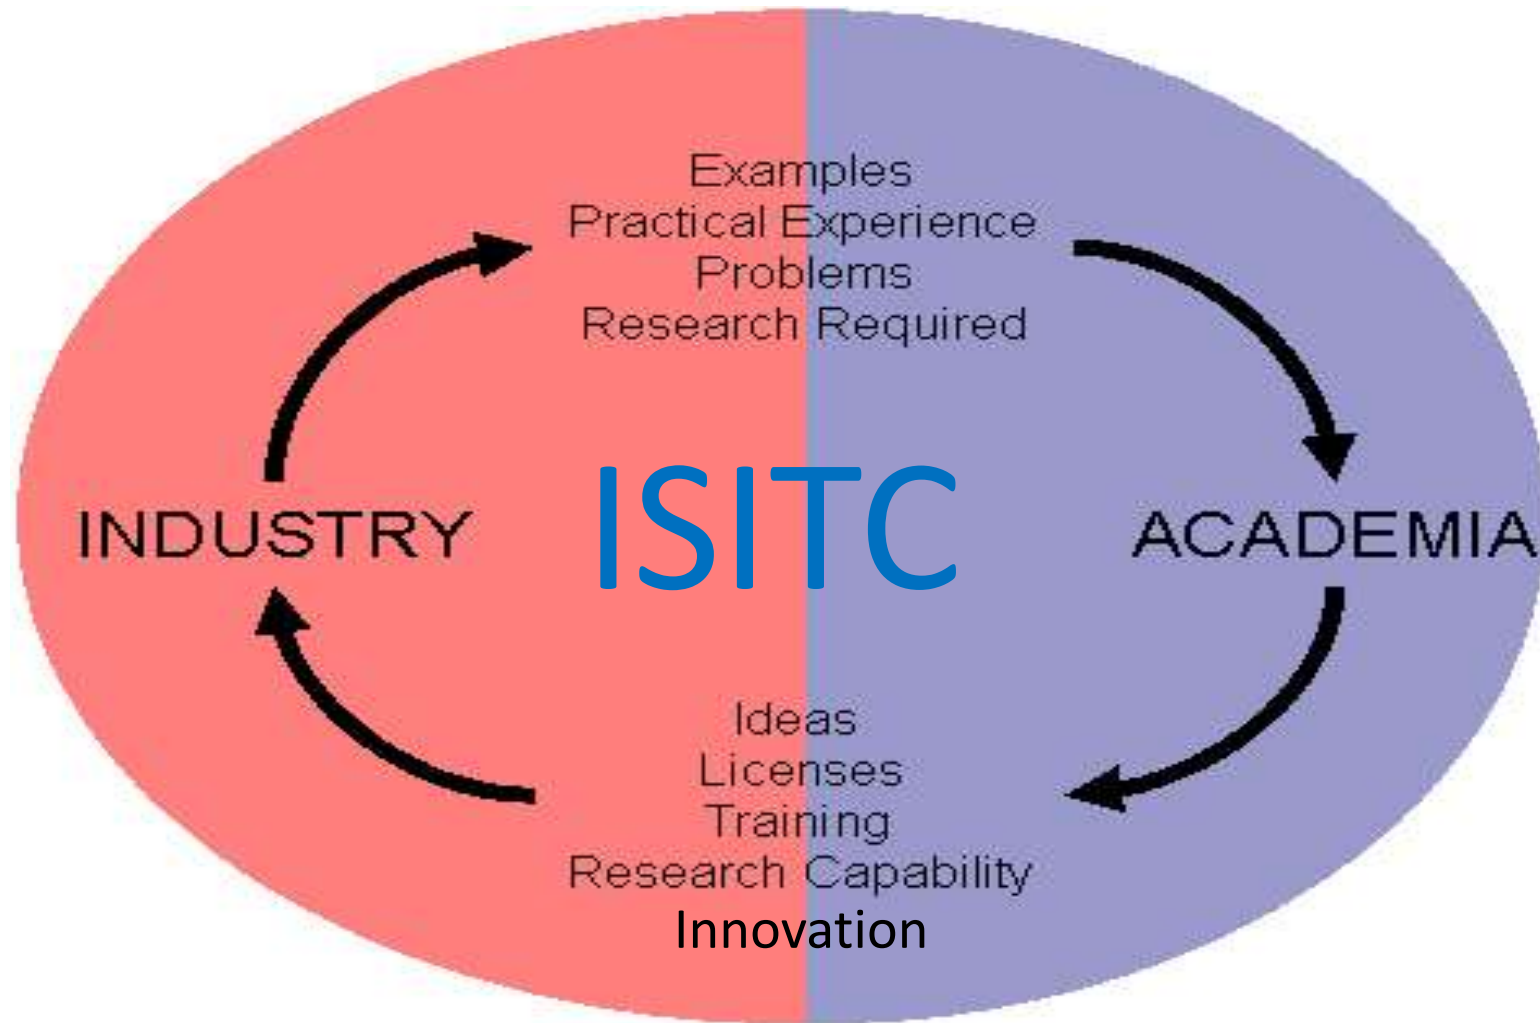 Examples
Practical Experience
Problems
Research Required
INDUSTRY
ISITC
ACADEMIA
Ideas
Licenses
Training
Research Capability
Innovation